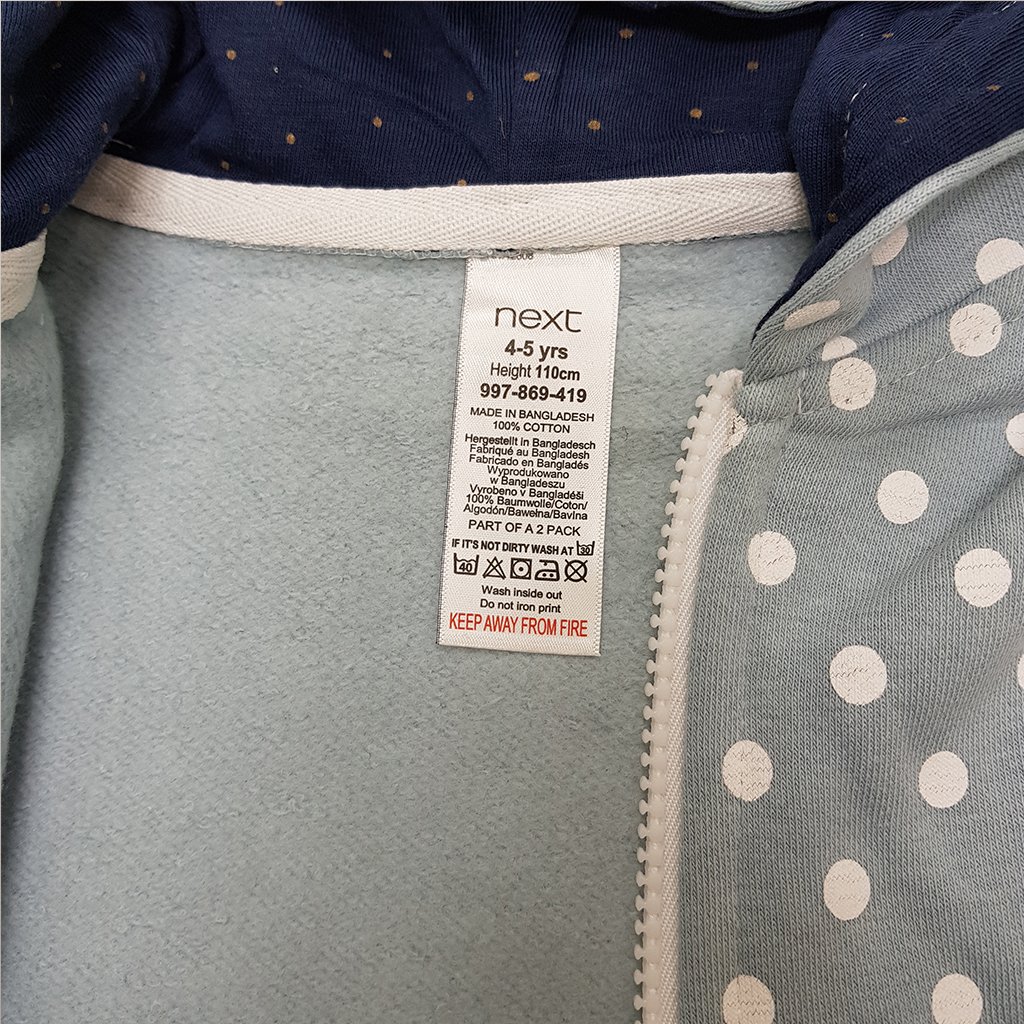 next
4-5 yrs
Height 110cm
997-869-419
MADE IN BANGLADESH
100% COTTON
Hergestellt in Bangladesch
Fabriqué au Bangladesh
Fabricado en Bangladés
Wyprodukowano
w Bangladeszu
Vyrobeno v Bangladéši
100% Baumwolle/Coton/
Algodón/Bawełna/Bavlna
PART OF A 2 PACK
IF IT'S NOT DIRTY WASH AT 30
40
Wash inside out
Do not iron print
KEEP AWAY FROM FIRE